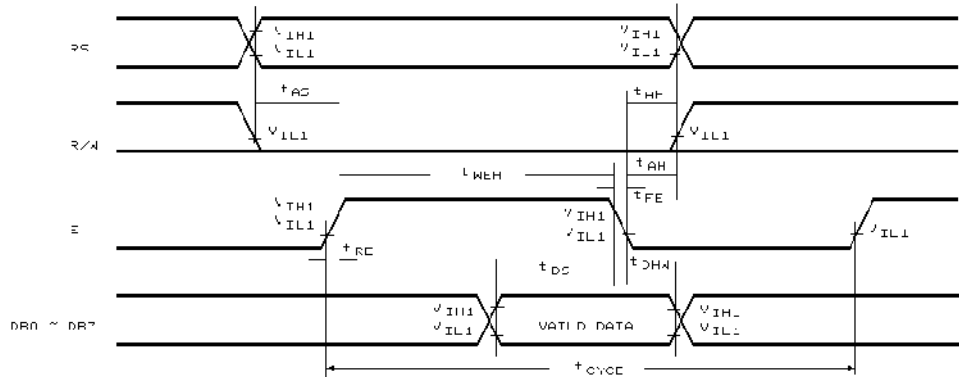 RS
VIH1
VIL1
VIH1
VIL1
tAS
tAH
R/W
VIL1
VIL1
tWEH
tAH
tFE
E
VIH1
VIL1
VIH1
VIL1
VIL1
tRE
tDS
tDHW
DB0 ~ DB7
VIH1
VIL1
VALID DATA
VIH1
VIL1
tCYCE